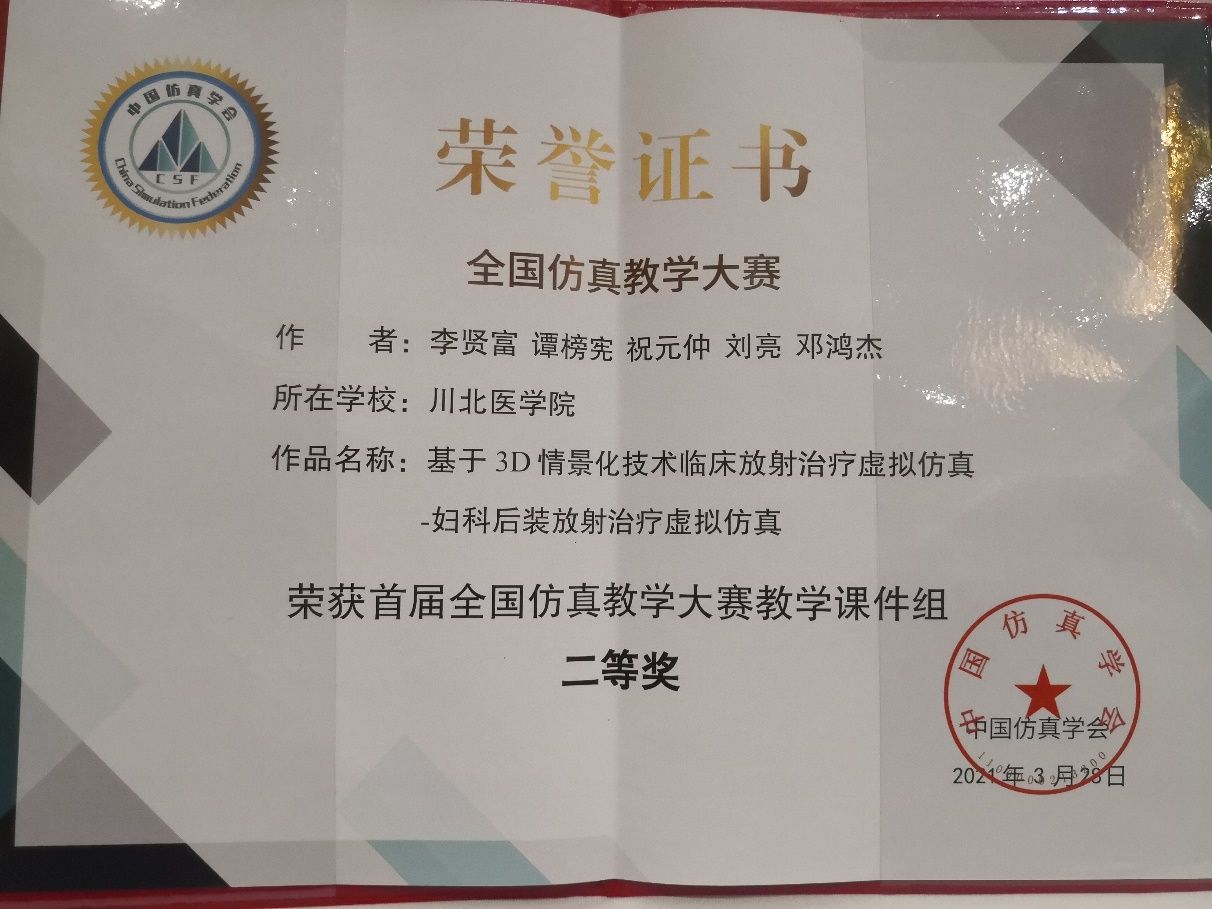 中国仿真学会
CSF
China Simulation Federation
荣誉证书
全国仿真教学大赛
作 者：李贤富 谭榜宪 祝元仲 刘亮 邓鸿杰
所在学校：川北医学院
作品名称：基于 3D 情景化技术临床放射治疗虚拟仿真
-妇科后装放射治疗虚拟仿真
荣获首届全国仿真教学大赛教学课件组
二等奖
中国仿真学会
中国仿真学会
2021 年 3 月 28 日